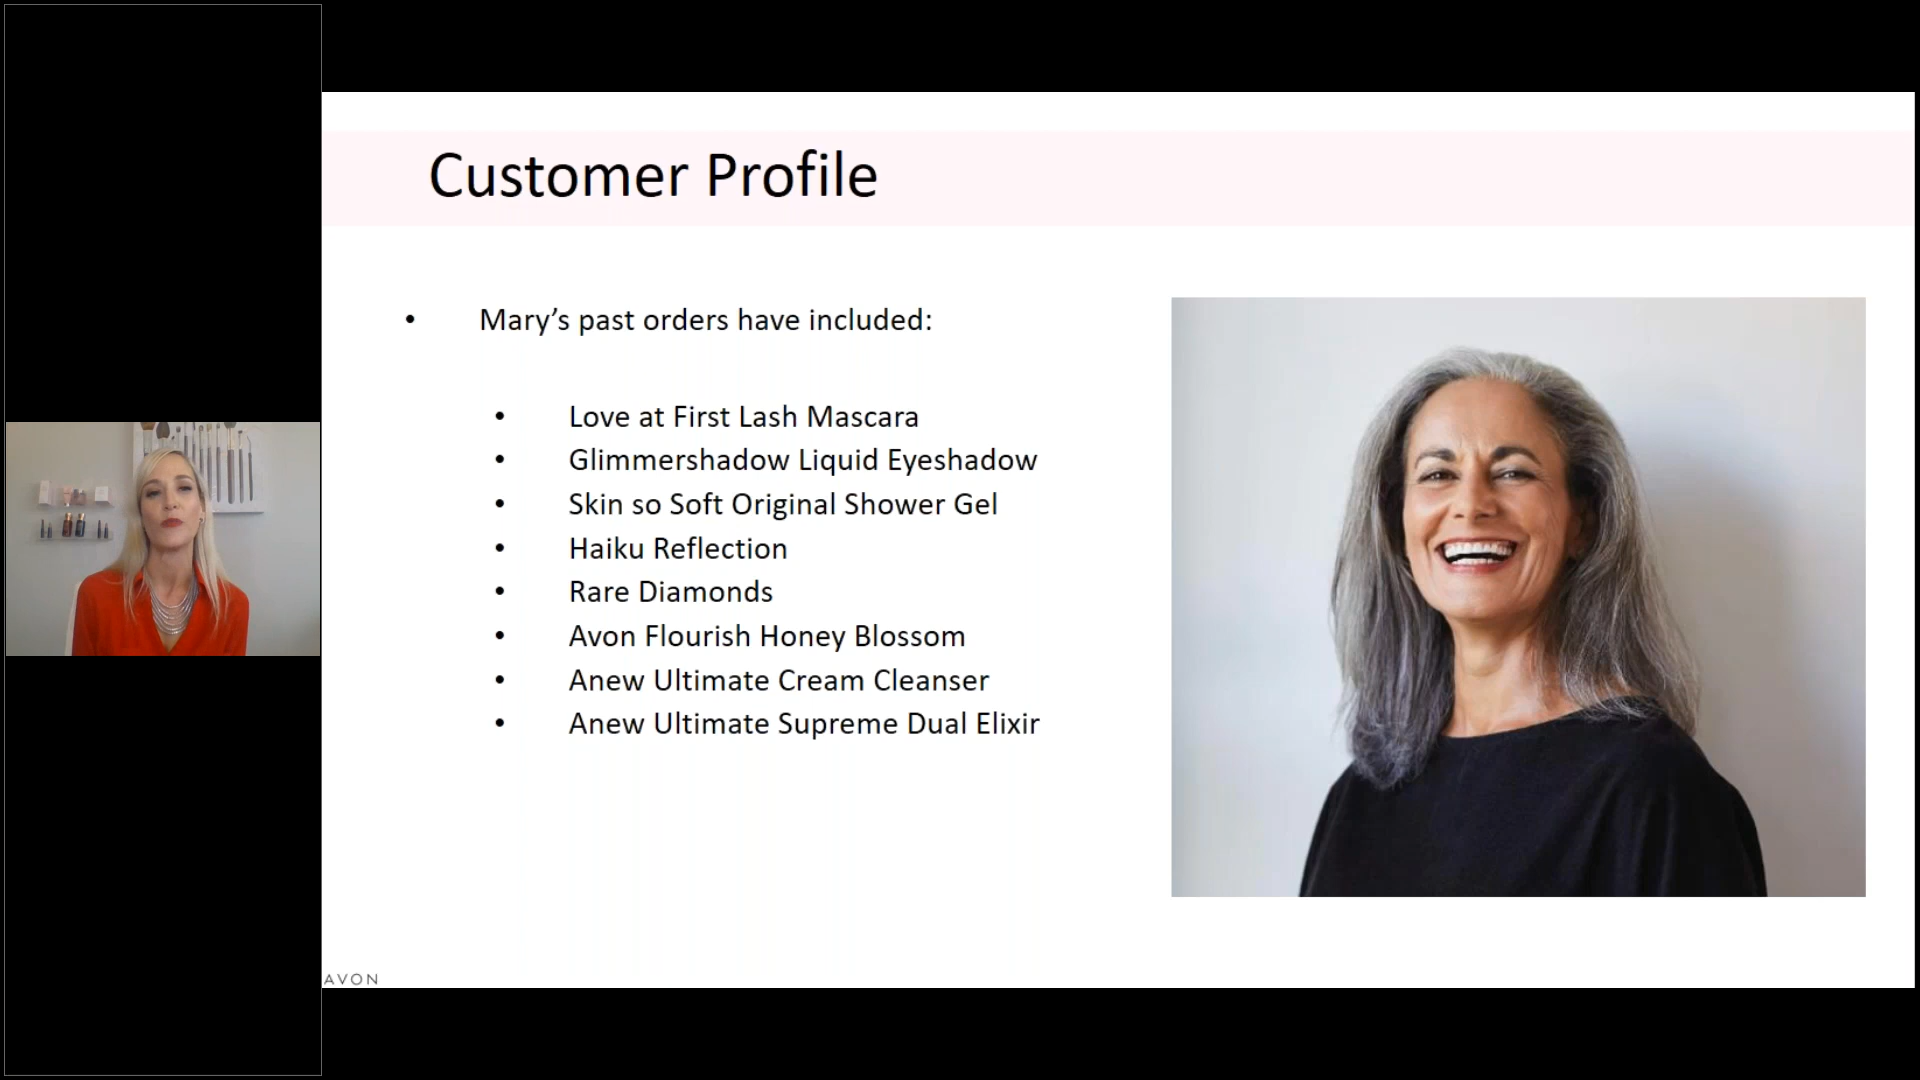 Customer Profile
• Mary’s past orders have included:
• Love at First Lash Mascara
• Glimmershadow Liquid Eyeshadow
• Skin so Soft Original Shower Gel
• Haiku Reflection
• Rare Diamonds
• Avon Flourish Honey Blossom
• Anew Ultimate Cream Cleanser
• Anew Ultimate Supreme Dual Elixir
AVON